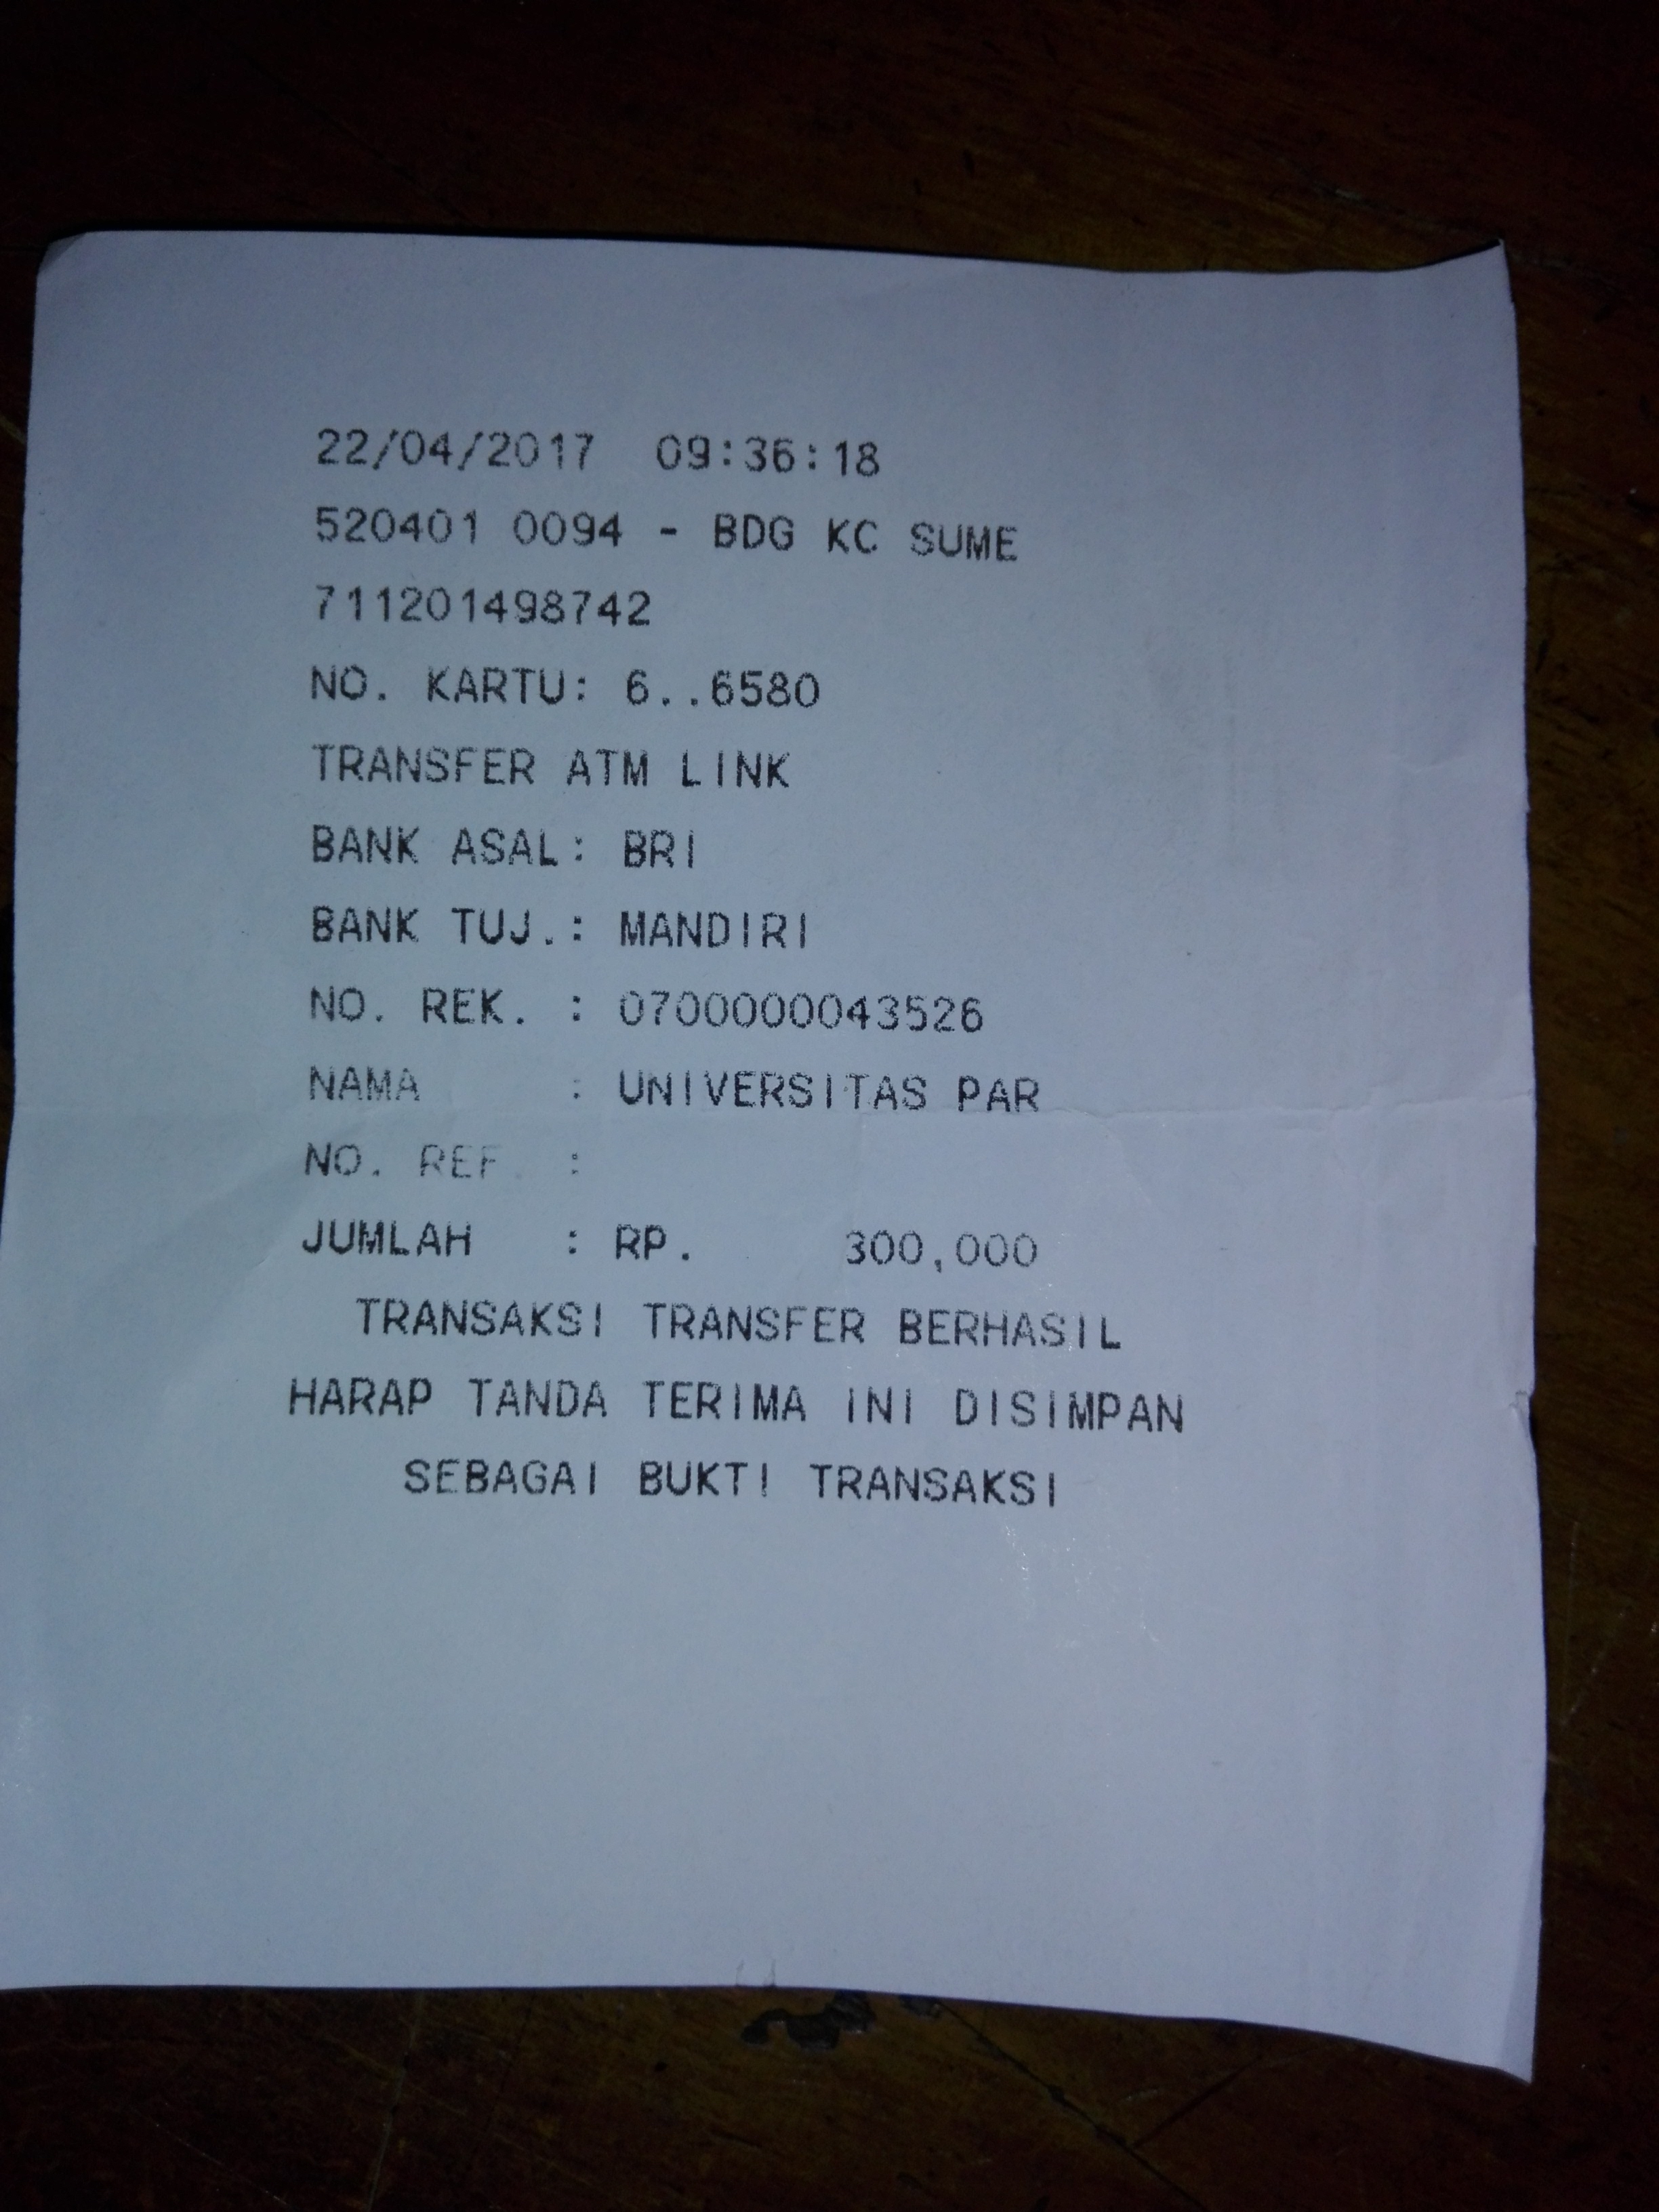 22/04/2017 09:36:18
520401 0094 - BDG KC SUME
711201498742
NO. KARTU: 6..6580
TRANSFER ATM LINK
BANK ASAL: BRI
BANK TUJ.: MANDIRI
NO. REK. : 0700000043526
NAMA : UNIVERSITAS PAR
NO. REF. :
JUMLAH : RP. 300,000
TRANSAKSI TRANSFER BERHASIL
HARAP TANDA TERIMA INI DISIMPAN
SEBAGAI BUKTI TRANSAKSI